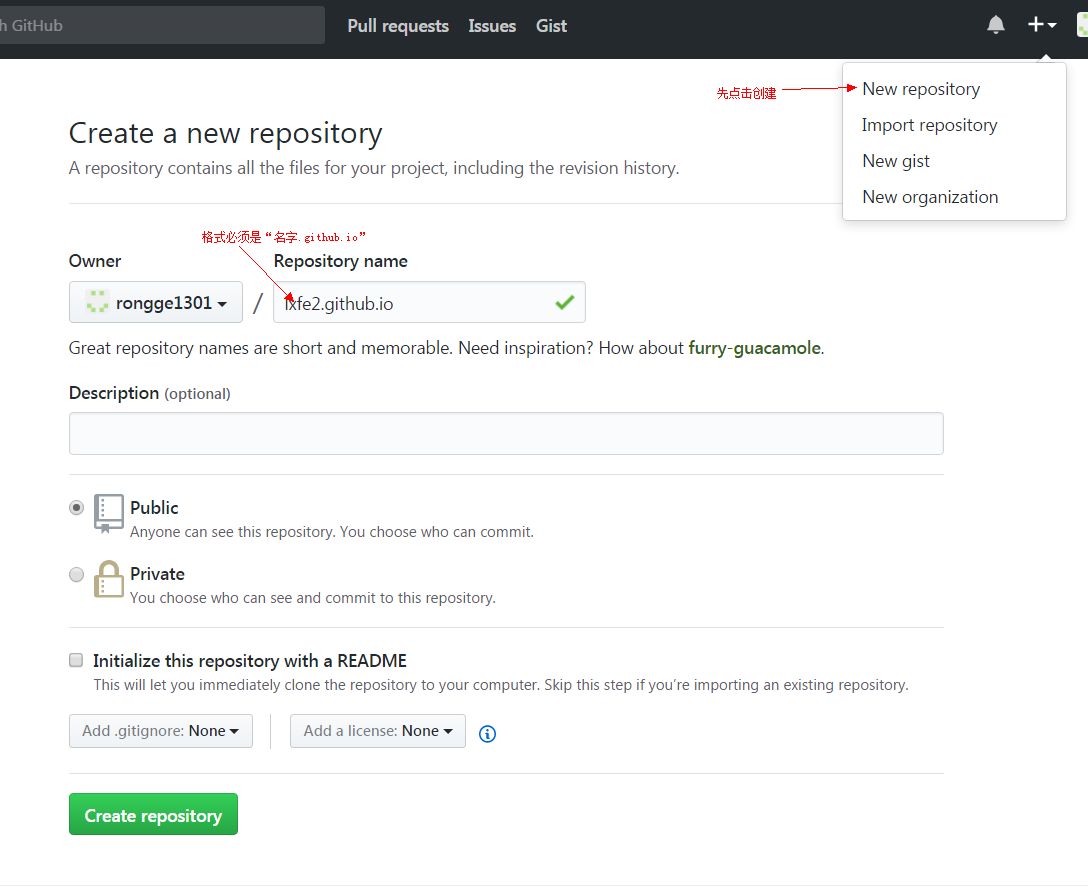 h GitHub
Pull requests Issues Gist
先点击创建
New repository
Import repository
New gist
New organization
Create a new repository
A repository contains all the files for your project, including the revision history.
格式必须是“名字.github.io”
Owner Repository name
rongge1301 / lxfe2.github.io
Great repository names are short and memorable. Need inspiration? How about furry-guacamole.
Description (optional)
Public
Anyone can see this repository. You choose who can commit.
Private
You choose who can see and commit to this repository.
Initialize this repository with a README
This will let you immediately clone the repository to your computer. Skip this step if you’re importing an existing repository.
Add .gitignore: None Add a license: None
Create repository